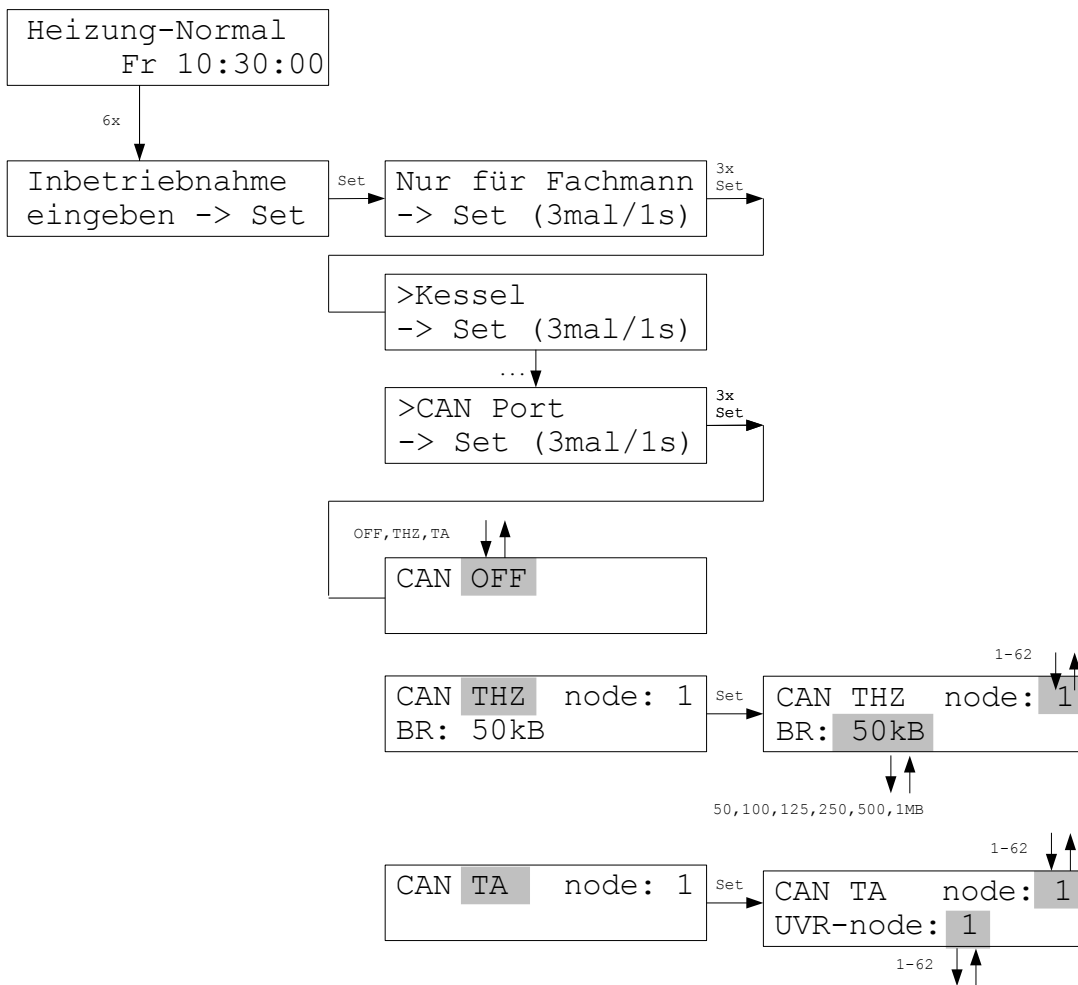 Heizung-Normal
Fr 10:30:00
6x
Inbetriebnahme
eingeben -> Set
Set
Nur für Fachmann
-> Set (3mal/1s)
3x
Set
>Kessel
-> Set (3mal/1s)
...
>CAN Port
-> Set (3mal/1s)
3x
Set
OFF,THZ,TA
CAN OFF
CAN THZ node: 1
BR: 50kB
Set
1-62
CAN THZ node: 1
BR: 50kB
50,100,125,250,500,1MB
CAN TA node: 1
Set
1-62
CAN TA node: 1
UVR-node: 1
1-62